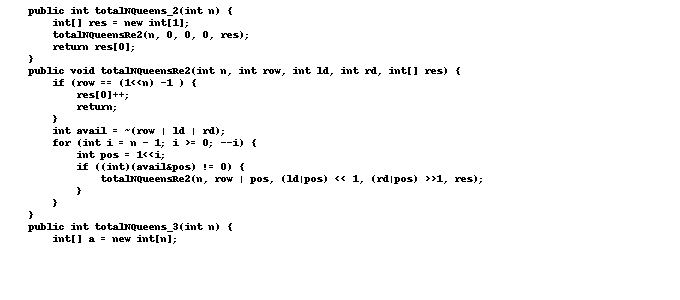 public int totalNQueens_2(int n) {
int[] res = new int[1];
totalNQueensRe2(n, 0, 0, 0, res);
return res[0];
}
public void totalNQueensRe2(int n, int row, int ld, int rd, int[] res) {
if (row == (1<<n) -1 ) {
res[0]++;
return;
}
int avail = ~(row | ld | rd);
for (int i = n - 1; i >= 0; --i) {
int pos = 1<<i;
if ((int)(avail&pos) != 0) {
totalNQueensRe2(n, row | pos, (ld|pos) << 1, (rd|pos) >>1, res);
}
}
}
public int totalNQueens_3(int n) {
int[] a = new int[n];